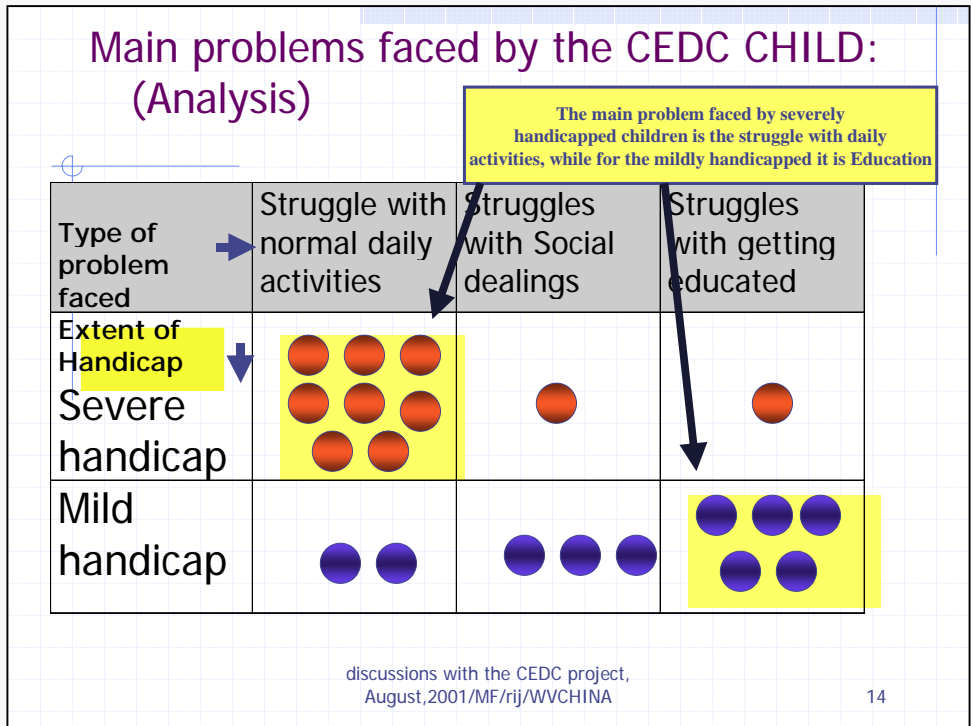 Main problems faced by the CEDC CHILD:
(Analysis)
The main problem faced by severely
handicapped children is the struggle with daily
activities, while for the mildly handicapped it is Education
Type of
problem
faced
Struggle with
normal daily
activities
Struggles
with Social
dealings
Struggles
with getting
educated
Extent of
Handicap
Severe
handicap
Mild
handicap
discussions with the CEDC project,
August,2001/MF/rij/WVCHINA
14